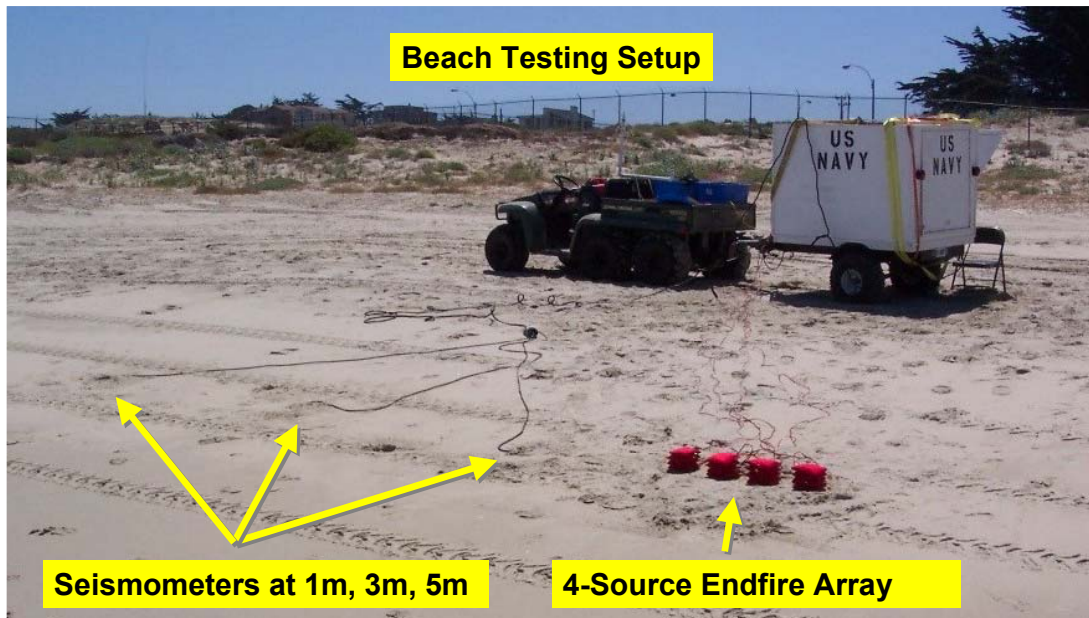 Beach Testing Setup
US
NAVY
US
NAVY
Seismometers at 1m, 3m, 5m
4-Source Endfire Array